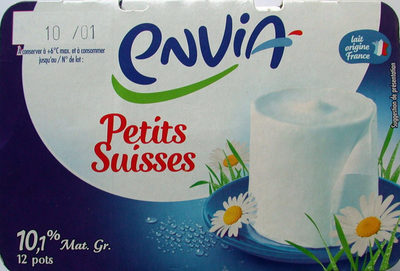 10 /01
à conserver à +6°C max. et à consommer
jusqu'au / N° de lot :
envia
lait
origine
France
Petits
Suisses
Suggestion de présentation
10,1% Mat. Gr.
12 pots